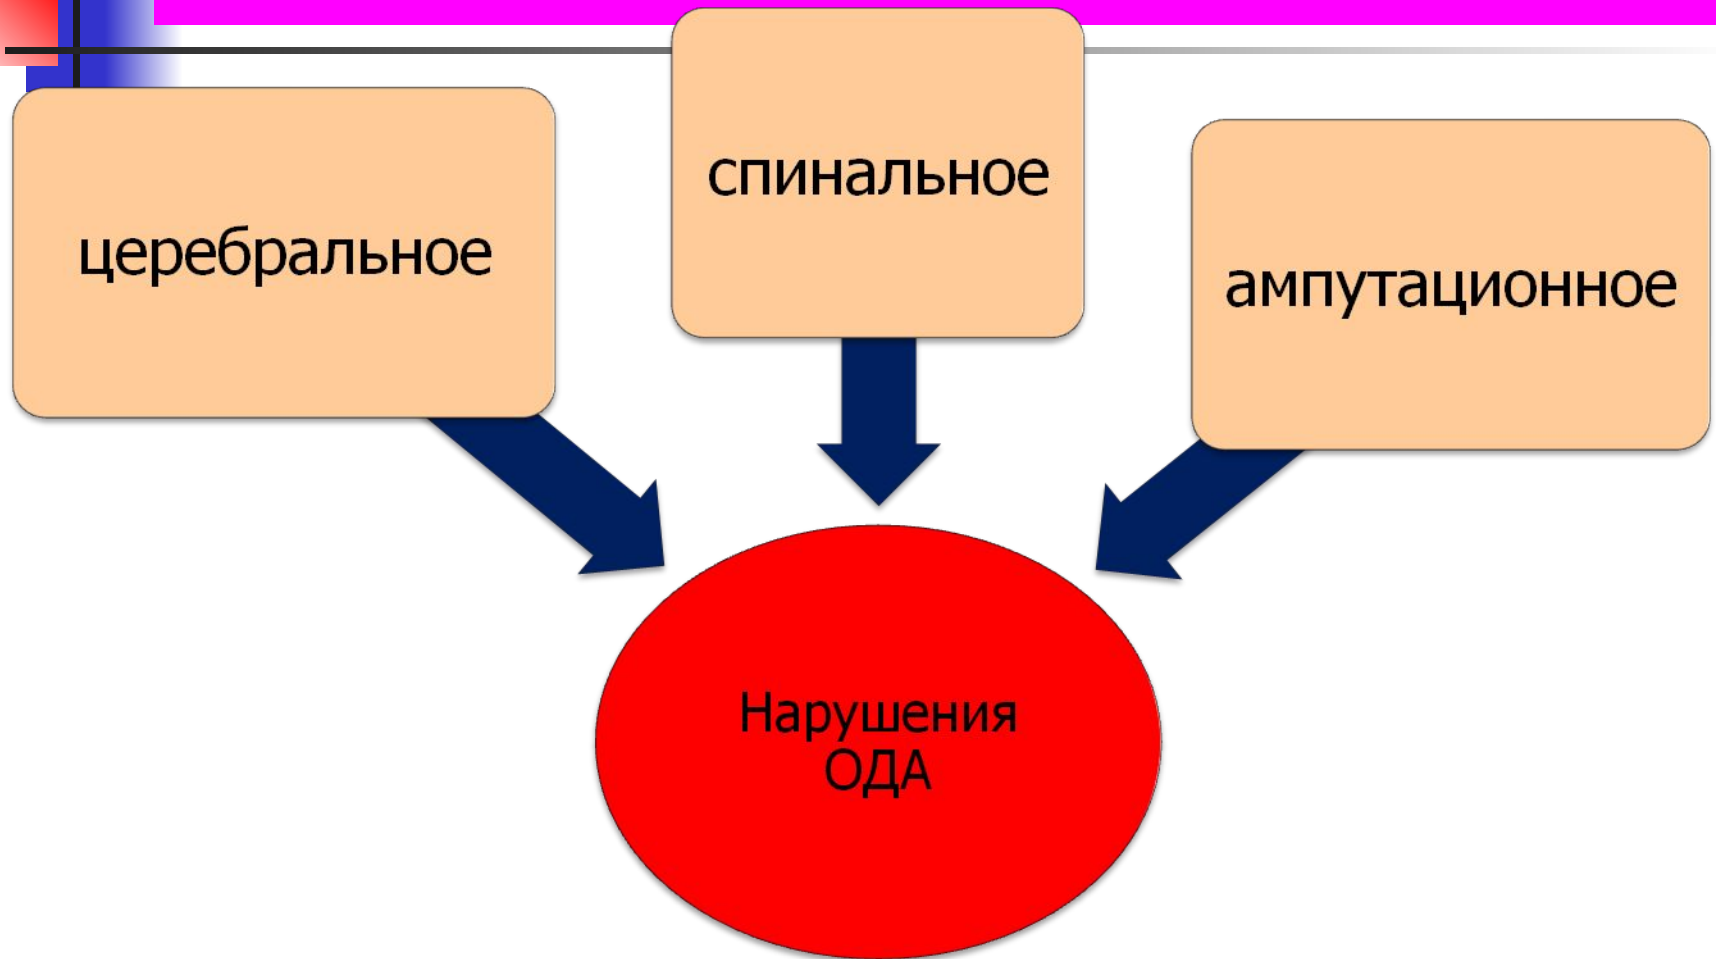 церебральное
спинальное
ампутационное
Нарушения
ОДА